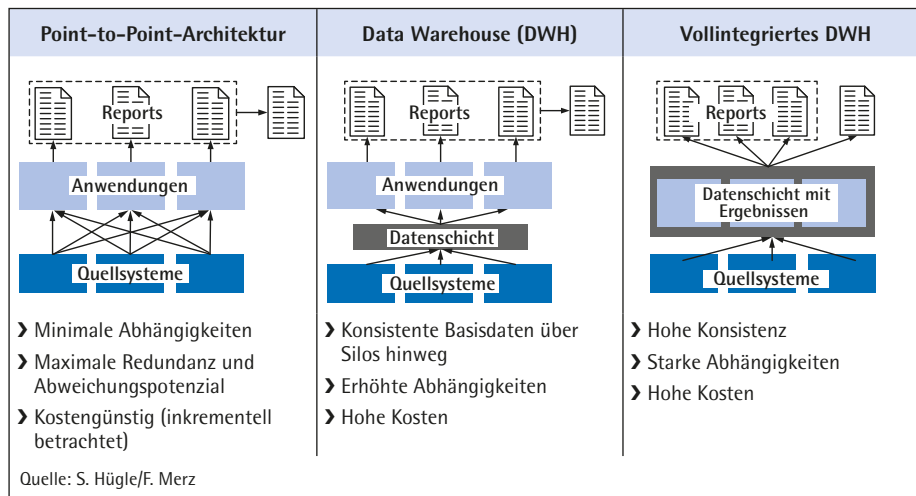 Point-to-Point-Architektur
Reports
Anwendungen
Quellsysteme
❯ Minimale Abhängigkeiten
❯ Maximale Redundanz und
Abweichungspotenzial
❯ Kostengünstig (inkrementell
betrachtet)
Data Warehouse (DWH)
Reports
Anwendungen
Datenschicht
Quellsysteme
❯ Konsistente Basisdaten über
Silos hinweg
❯ Erhöhte Abhängigkeiten
❯ Hohe Kosten
Vollintegriertes DWH
Reports
Datenschicht mit
Ergebnissen
Quellsysteme
❯ Hohe Konsistenz
❯ Starke Abhängigkeiten
❯ Hohe Kosten
Quelle: S. Hügle/F. Merz